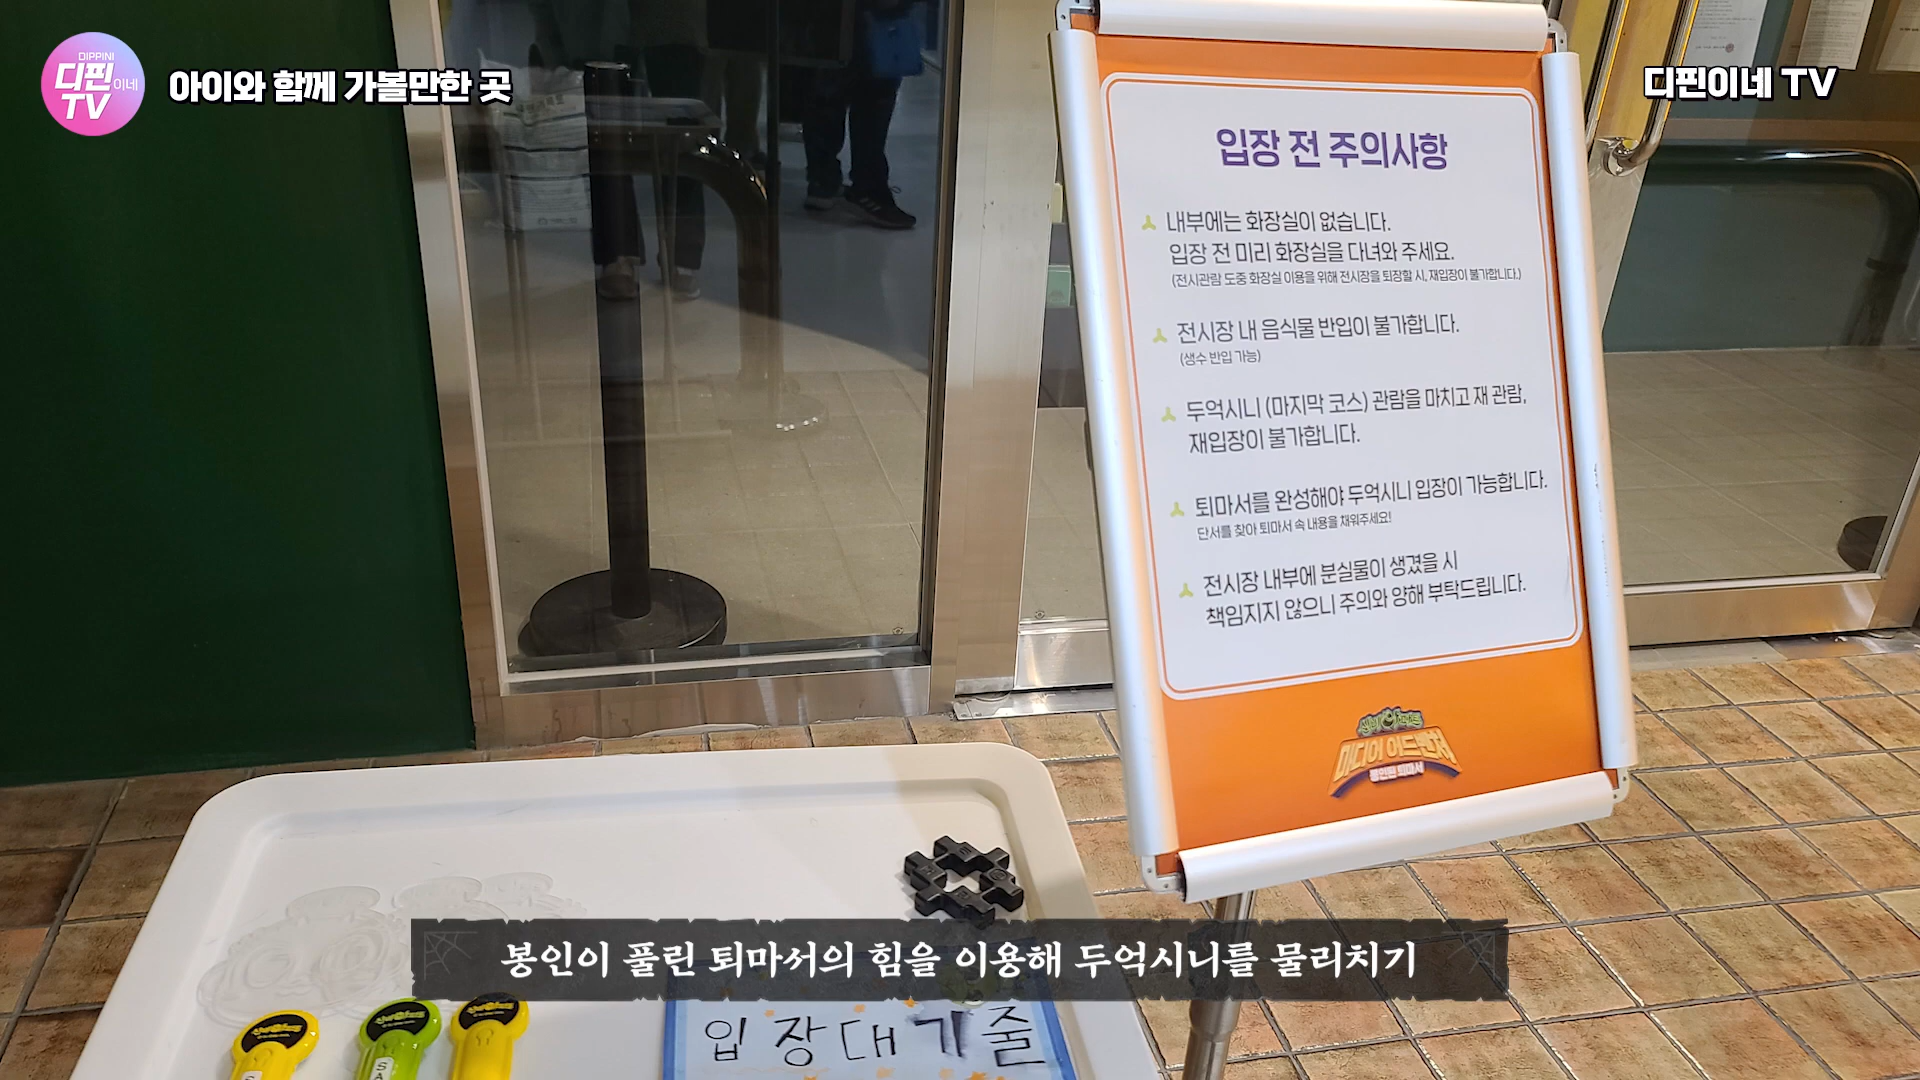 DIPPINI
디핀이네
TV
아이와 함께 가볼만한 곳
디핀이네 TV
입장 전 주의사항
내부에는 화장실이 없습니다.
입장 전 미리 화장실을 다녀와 주세요.
(전시관람 도중 화장실 이용을 위해 전시장을 퇴장할 시, 재입장이 불가합니다.)
전시장 내 음식물 반입이 불가합니다.
(생수 반입 가능)
두억시니 (마지막 코스) 관람을 마치고 재 관람,
재입장이 불가합니다.
퇴마서를 완성해야 두억시니 입장이 가능합니다.
단서를 찾아 퇴마서 속 내용을 채워주세요!
전시장 내부에 분실물이 생겼을 시
책임지지 않으니 주의와 양해 부탁드립니다.
신비아파트
미디어 어드벤처
봉인된 퇴마서
봉인이 풀린 퇴마서의 힘을 이용해 두억시니를 물리치기
입장대기줄